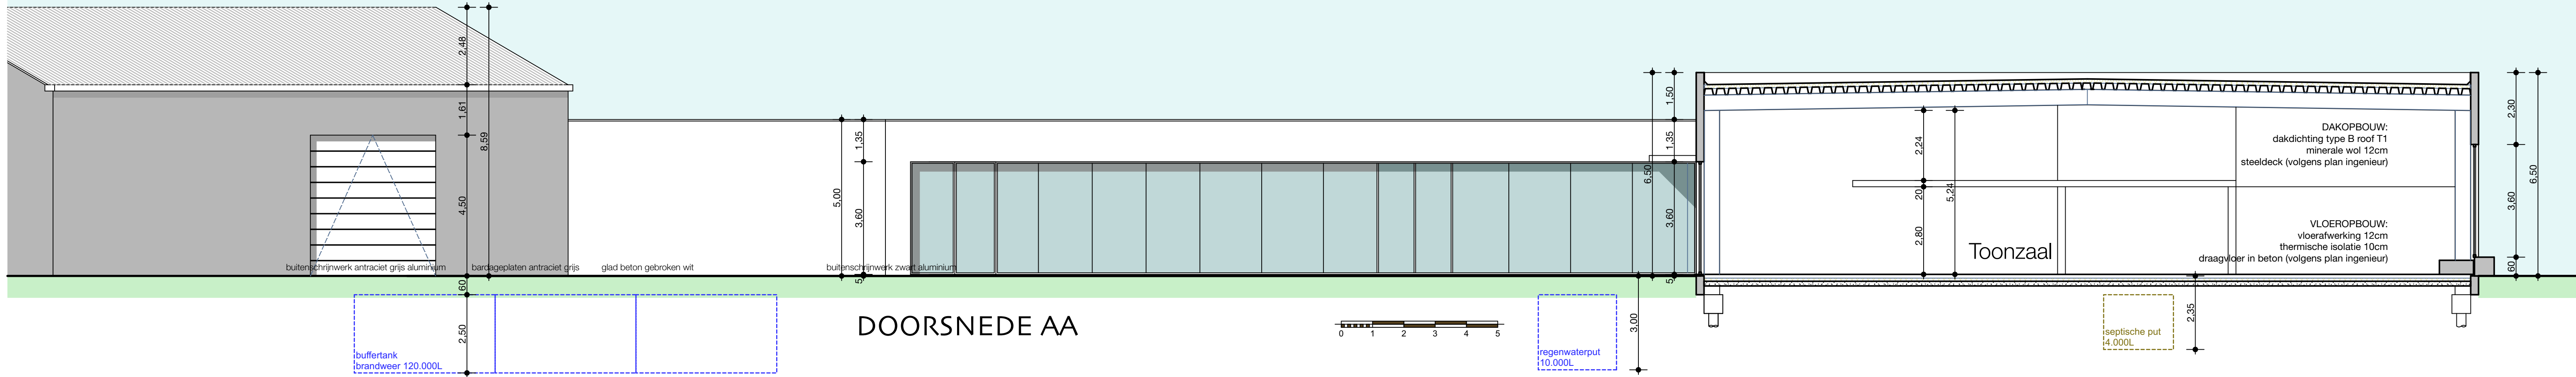 2,48
1,61
8,59
4,50
60
2,50
buitenschrijnwerk antraciet grijs aluminium
bardageplaten antraciet grijs
glad beton gebroken wit
buitenschrijnwerk zwart aluminium
buffertank
brandweer 120.000L
5,00
1,35
3,60
5
DOORSNEDE AA
0 1 2 3 4 5
regenwaterput
10.000L
3,00
6,50
1,50
1,35
3,60
5
2,24
20
5,24
2,80
Toonzaal
DAKOPBOUW:
dakdichting type B roof T1
minerale wol 12cm
steeldeck (volgens plan ingenieur)
VLOEROPBOUW:
vloerafwerking 12cm
thermische isolatie 10cm
draagvloer in beton (volgens plan ingenieur)
septische put
4.000L
2,35
2,30
3,60
60
6,50